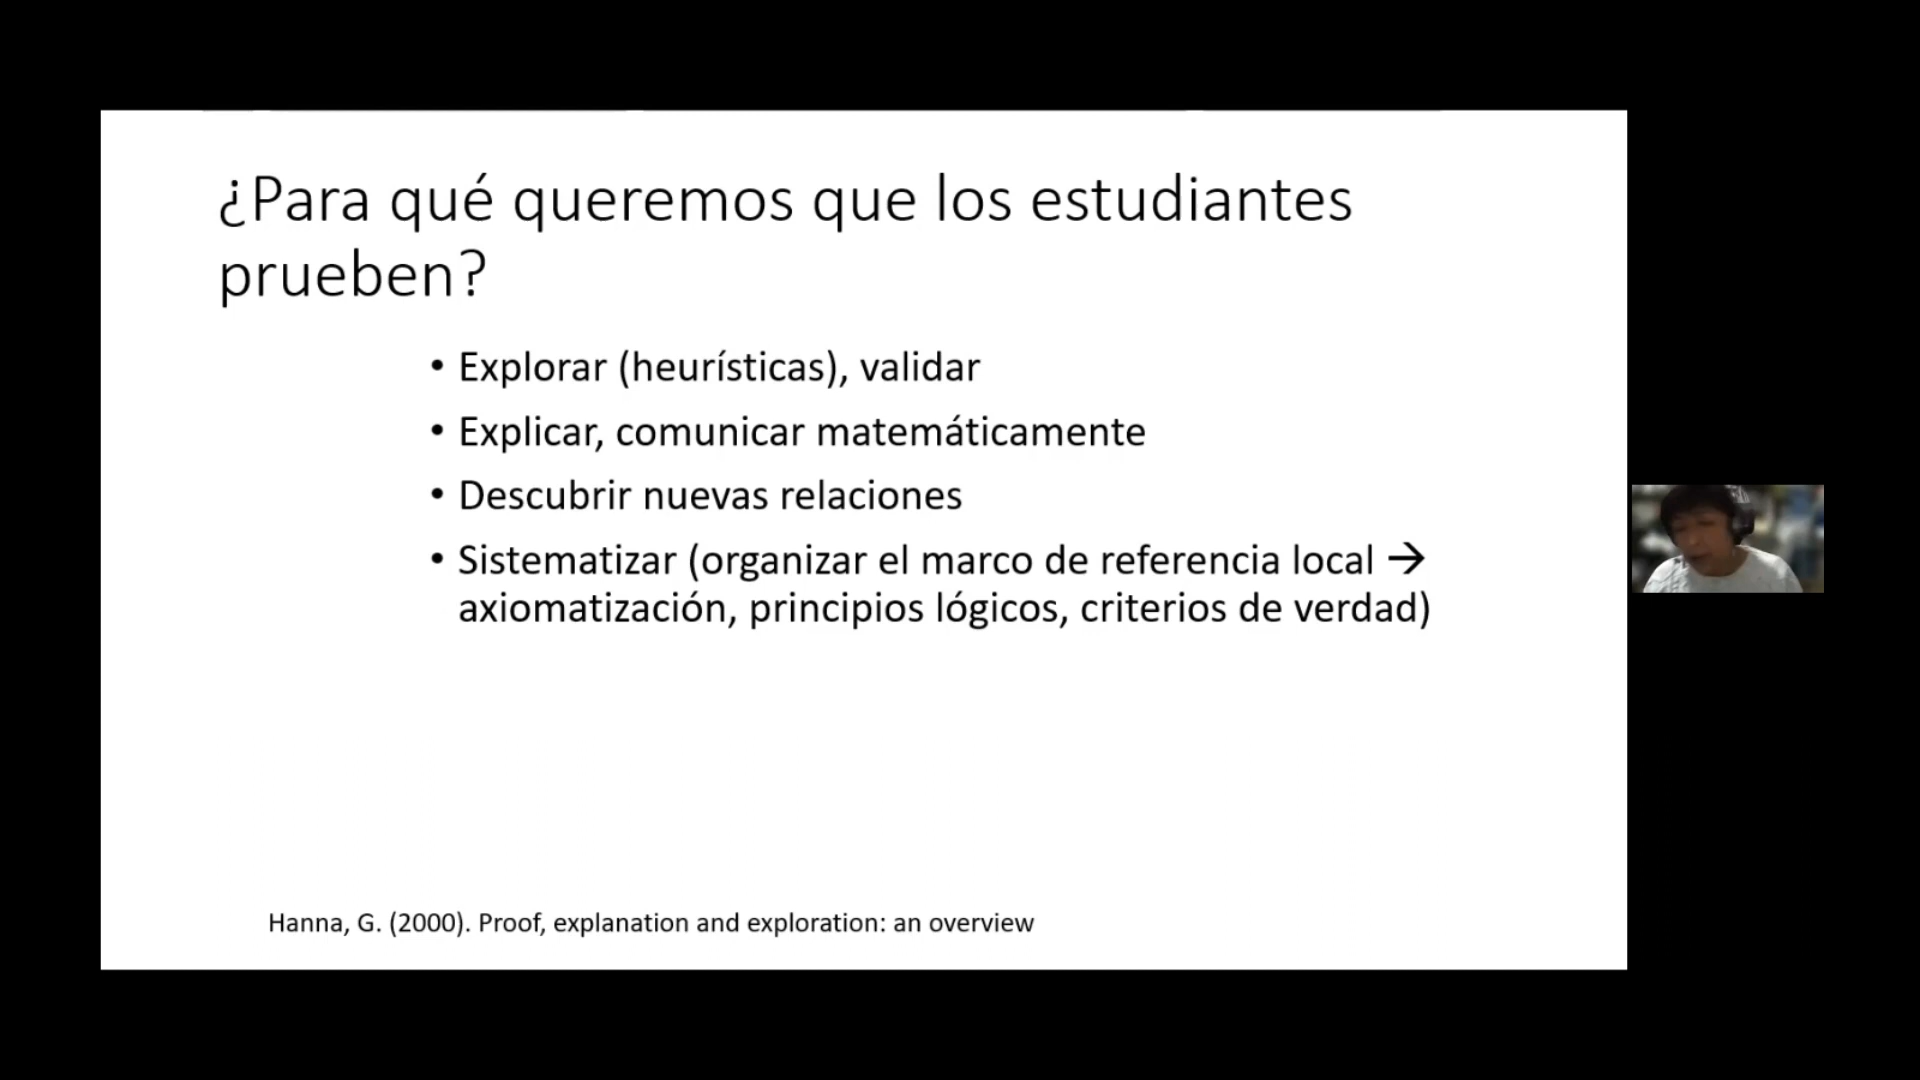 ¿Para qué queremos que los estudiantes
prueben?
• Explorar (heurísticas), validar
• Explicar, comunicar matemáticamente
• Descubrir nuevas relaciones
• Sistematizar (organizar el marco de referencia local →
axiomatización, principios lógicos, criterios de verdad)
Hanna, G. (2000). Proof, explanation and exploration: an overview